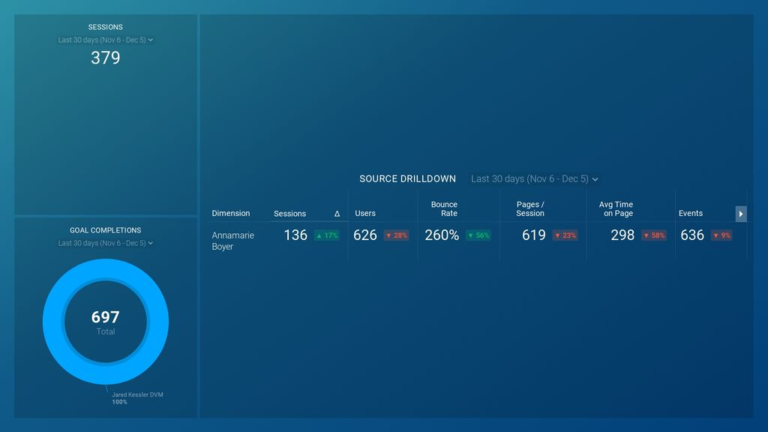 SESSIONS
Last 30 days (Nov 6 - Dec 5)
379
GOAL COMPLETIONS
Last 30 days (Nov 6 - Dec 5)
697
Total
Jared Kessler DVM
100%
SOURCE DRILLDOWN Last 30 days (Nov 6 - Dec 5)
Dimension Sessions Δ Users Bounce Rate Pages / Session Avg Time on Page Events
Annamarie Boyer 136 ▲ 17% 626 ▼ 28% 260% ▼ 56% 619 ▼ 23% 298 ▼ 58% 636 ▼ 9%